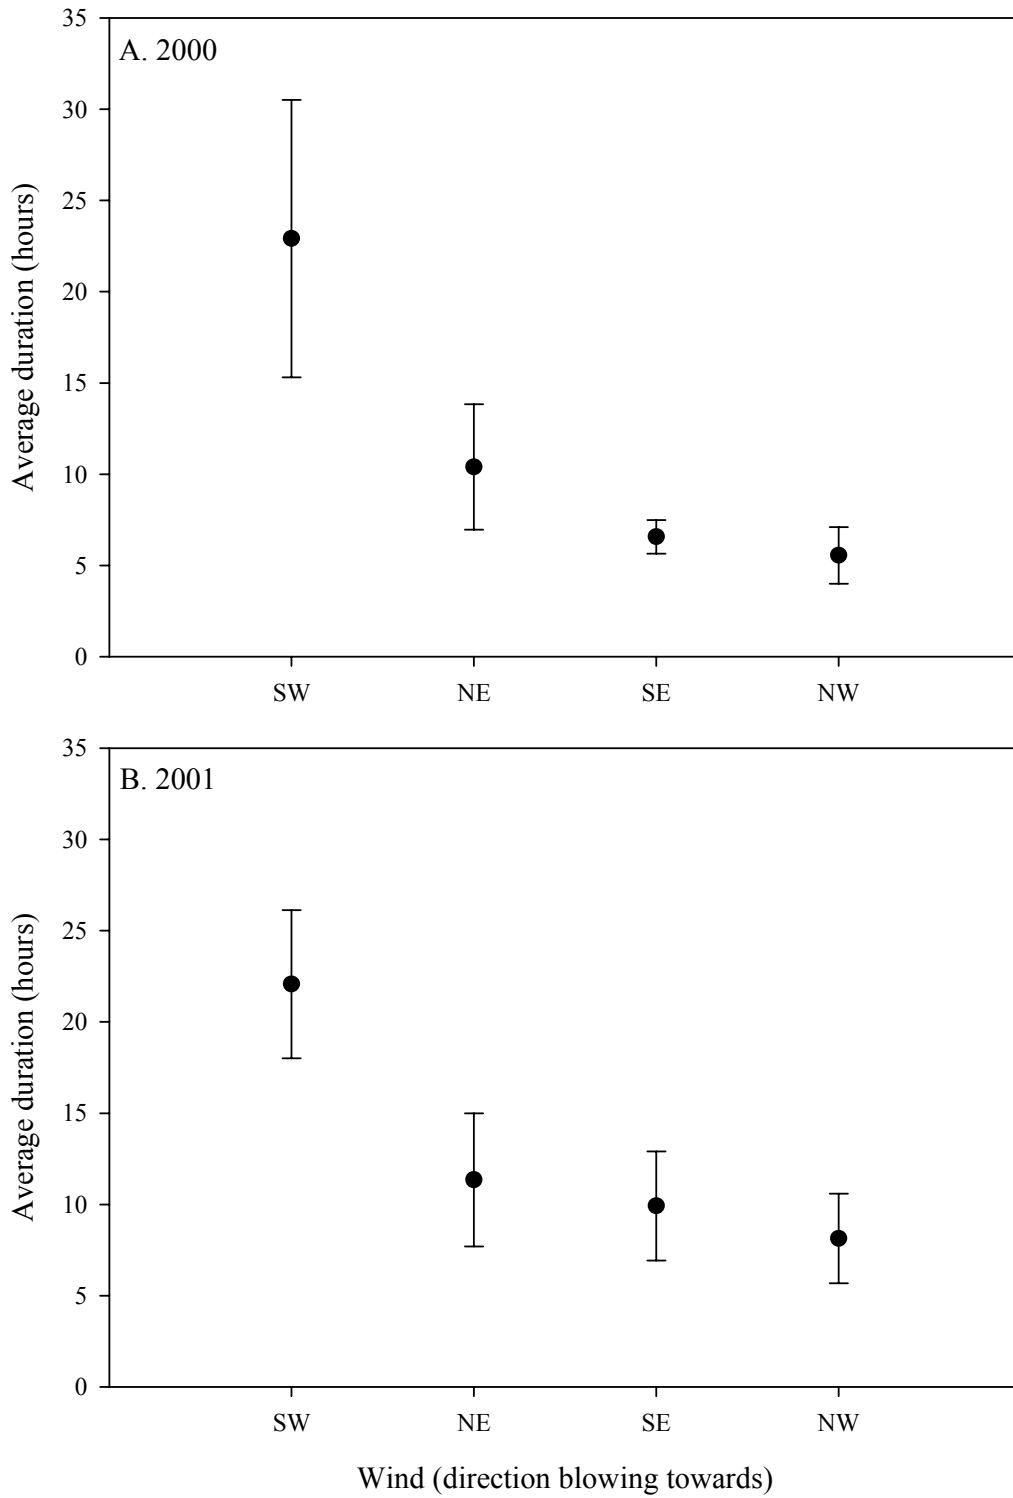 A. 2000
35
30
25
20
15
10
5
0
Average duration (hours)
SW NE SE NW
B. 2001
35
30
25
20
15
10
5
0
Average duration (hours)
SW NE SE NW
Wind (direction blowing towards)